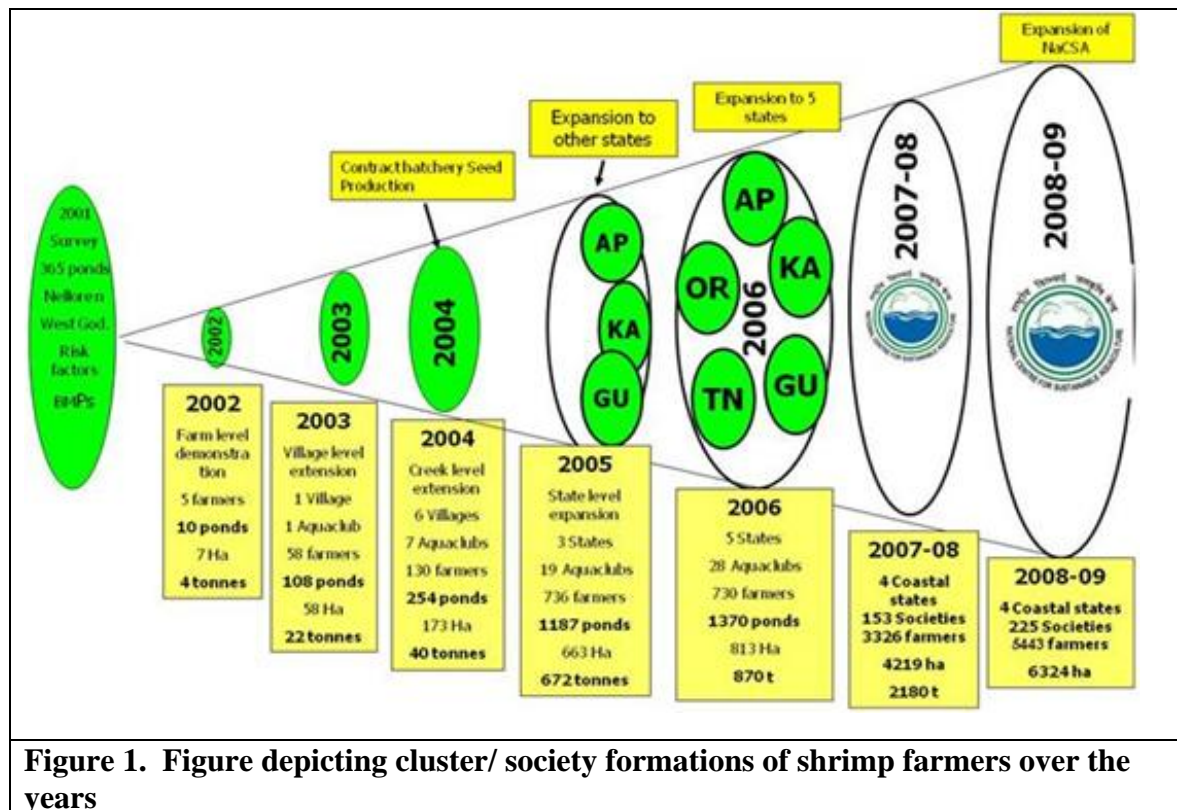 Expansion of
NaCSA
Expansion to 5
states
Expansion to
other states
Contract hatchery Seed
Production
2001
Survey
365 ponds
Nellore n
West God.
Risk
factors
BMPs
2002
2003
2004
AP
KA
GU
AP
OR
KA
2006
TN
GU
2007-08
2008-09
NATIONAL CENTRE FOR SUSTAINABLE AQUACULTURE
2002
Farm level
demonstra
tion
5 farmers
10 ponds
7 Ha
4 tonnes
2003
Village level
extension
1 Village
1 Aquaclub
58 farmers
108 ponds
58 Ha
22 tonnes
2004
Creek level
extension
6 Villages
7 Aquaclubs
130 farmers
254 ponds
173 Ha
40 tonnes
2005
State level
expansion
3 States
19 Aquaclubs
736 farmers
1187 ponds
663 Ha
672 tonnes
2006
5 States
28 Aquaclubs
730 farmers
1370 ponds
813 Ha
870 t
2007-08
4 Coastal
states
153 Societies
3326 farmers
4219 ha
2180 t
2008-09
4 Coastal states
225 Societies
5443 farmers
6324 ha
Figure 1. Figure depicting cluster/ society formations of shrimp farmers over the
years